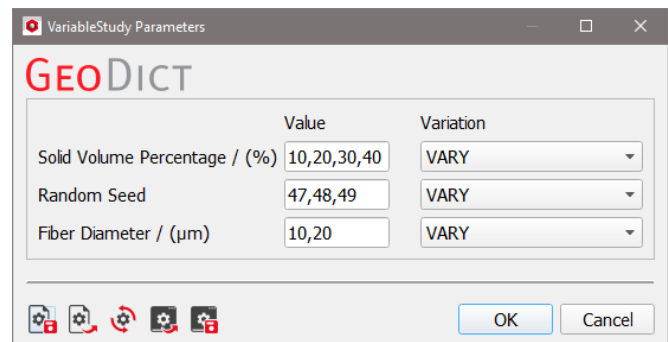 VariableStudy Parameters
GEODICT
Value Variation
Solid Volume Percentage / (%) 10,20,30,40 VARY
Random Seed 47,48,49 VARY
Fiber Diameter / (µm) 10,20 VARY
OK Cancel